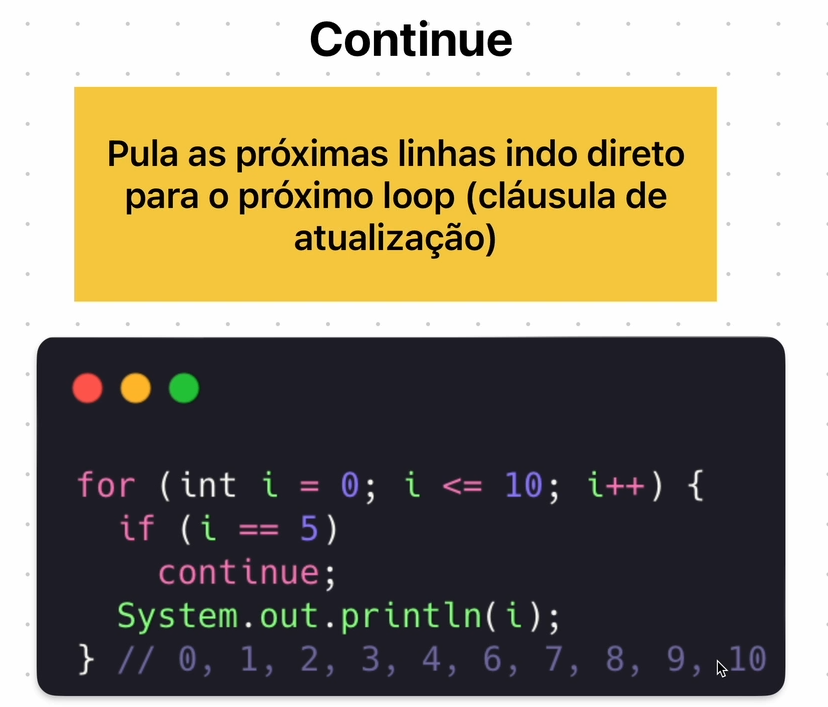 Continue
Pula as próximas linhas indo direto
para o próximo loop (cláusula de
atualização)
for (int i = 0; i <= 10; i++) {
if (i == 5)
continue;
System.out.println(i);
} // 0, 1, 2, 3, 4, 6, 7, 8, 9, 10